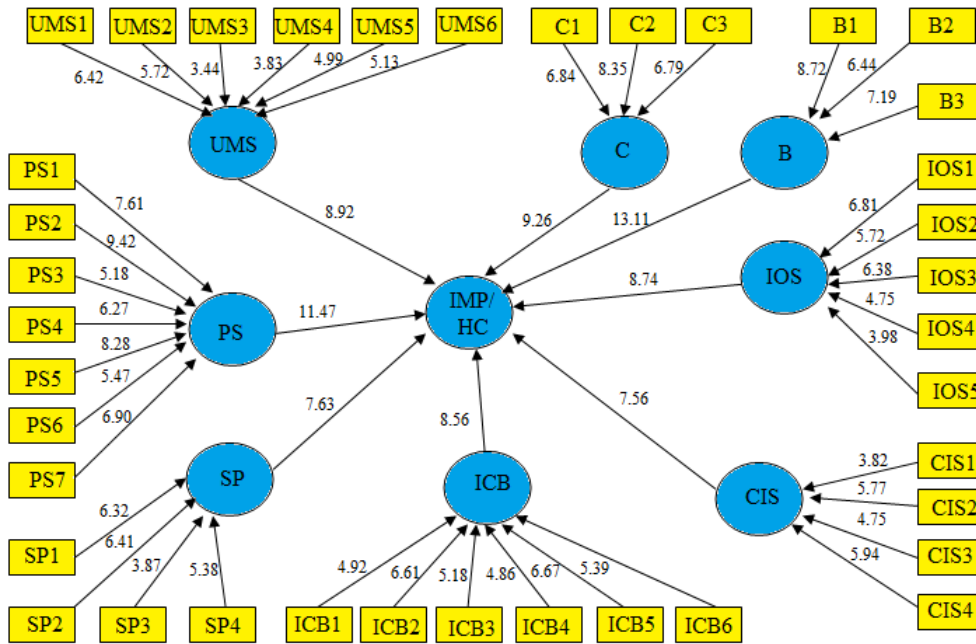 UMS1
UMS2
UMS3
UMS4
UMS5
UMS6
C1
C2
C3
B1
B2
6.42
5.72
3.44
3.83
4.99
5.13
6.84
8.35
6.79
8.72
6.44
7.19
B3
UMS
C
B
PS1
PS2
PS3
PS4
PS5
PS6
PS7
7.61
9.42
5.18
6.27
8.28
5.47
6.90
PS
8.92
9.26
13.11
IOS1
IOS2
IOS3
IOS4
IOS5
6.81
5.72
6.38
4.75
3.98
IOS
8.74
11.47
IMP/
HC
7.63
8.56
7.56
SP
ICB
CIS
6.32
6.41
3.87
5.38
SP1
SP2
SP3
SP4
4.92
6.61
5.18
4.86
6.67
5.39
ICB1
ICB2
ICB3
ICB4
ICB5
ICB6
3.82
5.77
4.75
5.94
CIS1
CIS2
CIS3
CIS4